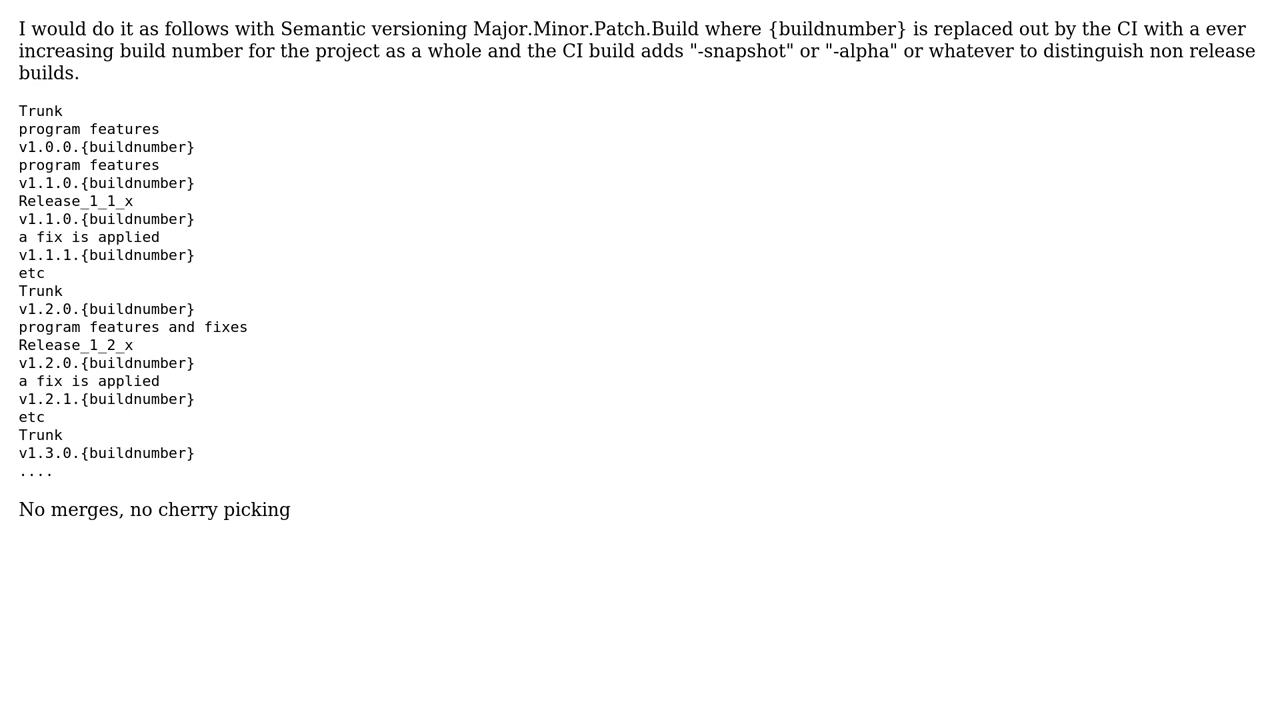 I would do it as follows with Semantic versioning Major.Minor.Patch.Build where {buildnumber} is replaced out by the CI with a ever
increasing build number for the project as a whole and the CI build adds "-snapshot" or "-alpha" or whatever to distinguish non release
builds.
Trunk
program features
v1.0.0.{buildnumber}
program features
v1.1.0.{buildnumber}
Release_1_1_x
v1.1.0.{buildnumber}
a fix is applied
v1.1.1.{buildnumber}
etc
Trunk
v1.2.0.{buildnumber}
program features and fixes
Release_1_2_x
v1.2.0.{buildnumber}
a fix is applied
v1.2.1.{buildnumber}
etc
Trunk
v1.3.0.{buildnumber}
....
No merges, no cherry picking